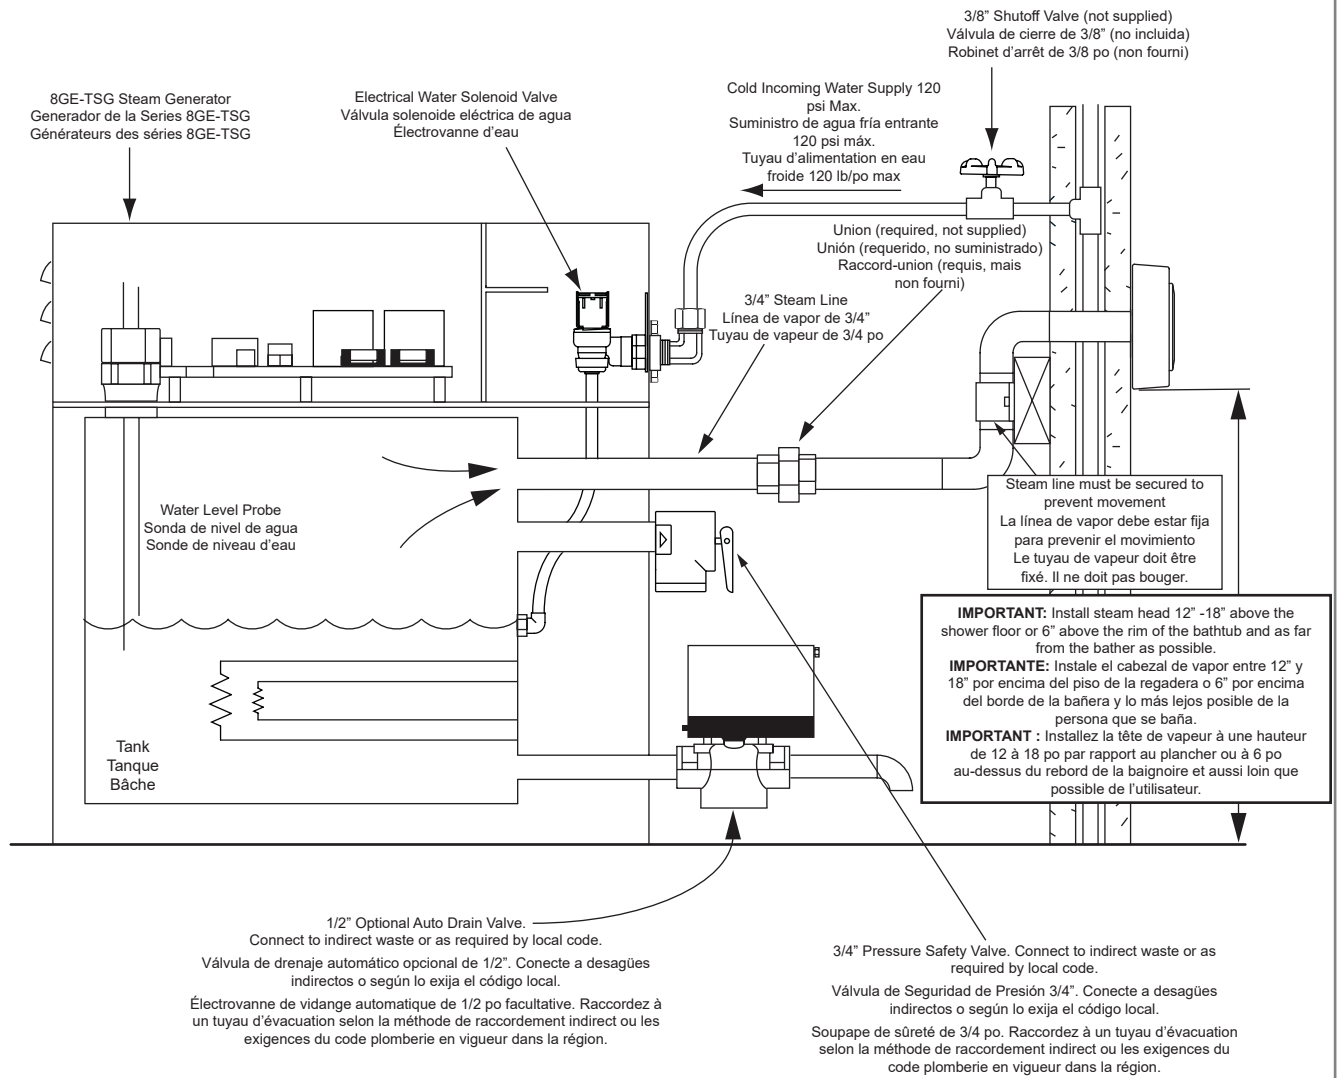 3/8” Shutoff Valve (not supplied)
Válvula de cierre de 3/8” (no incluida)
Robinet d’arrêt de 3/8 po (non fourni)
8GE-TSG Steam Generator
Generador de la Series 8GE-TSG
Générateurs des séries 8GE-TSG
Electrical Water Solenoid Valve
Válvula solenoide eléctrica de agua
Électrovanne d’eau
Cold Incoming Water Supply 120
psi Max.
Suministro de agua fría entrante
120 psi máx.
Tuyau d’alimentation en eau
froide 120 lb/po max
Union (required, not supplied)
Unión (requerido, no suministrado)
Raccord-union (requis, mais
non fourni)
3/4” Steam Line
Línea de vapor de 3/4”
Tuyau de vapeur de 3/4 po
Steam line must be secured to
prevent movement
La línea de vapor debe estar fija
para prevenir el movimiento
Le tuyau de vapeur doit être
fixé. Il ne doit pas bouger.
Water Level Probe
Sonda de nivel de agua
Sonde de niveau d’eau
IMPORTANT: Install steam head 12” -18” above the
shower floor or 6” above the rim of the bathtub and as far
from the bather as possible.
IMPORTANTE: Instale el cabezal de vapor entre 12” y
18” por encima del piso de la regadera o 6” por encima
del borde de la bañera y lo más lejos posible de la
persona que se baña.
IMPORTANT : Installez la tête de vapeur à une hauteur
de 12 à 18 po par rapport au plancher ou à 6 po
au-dessus du rebord de la baignoire et aussi loin que
possible de l’utilisateur.
Tank
Tanque
Bâche
1/2” Optional Auto Drain Valve.
Connect to indirect waste or as required by local code.
Válvula de drenaje automático opcional de 1/2”. Conecte a desagües
indirectos o según lo exija el código local.
Électrovanne de vidange automatique de 1/2 po facultative. Raccordez à
un tuyau d’évacuation selon la méthode de raccordement indirect ou les
exigences du code plomberie en vigueur dans la région.
3/4” Pressure Safety Valve. Connect to indirect waste or as
required by local code.
Válvula de Seguridad de Presión 3/4”. Conecte a desagües
indirectos o según lo exija el código local.
Soupape de sûreté de 3/4 po. Raccordez à un tuyau d’évacuation
selon la méthode de raccordement indirect ou les exigences du
code plomberie en vigueur dans la région.